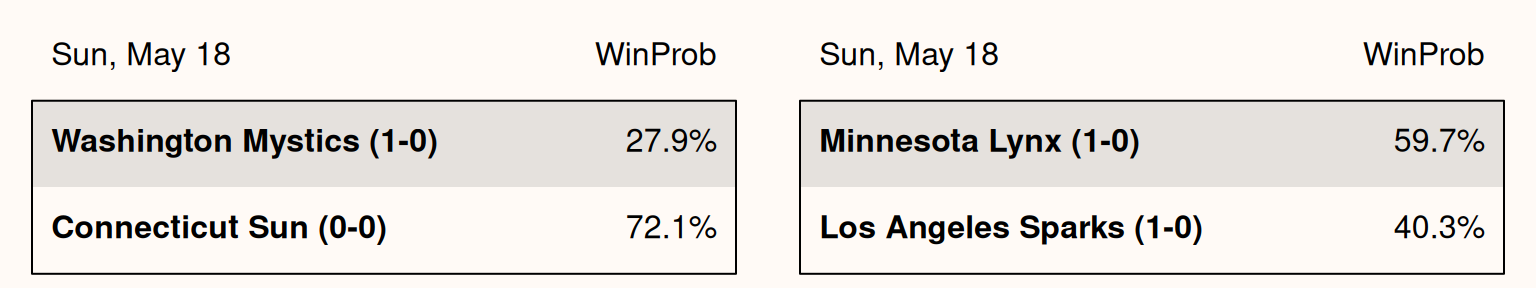 Sun, May 18 WinProb
Washington Mystics (1-0) 27.9%
Connecticut Sun (0-0) 72.1%
Sun, May 18 WinProb
Minnesota Lynx (1-0) 59.7%
Los Angeles Sparks (1-0) 40.3%